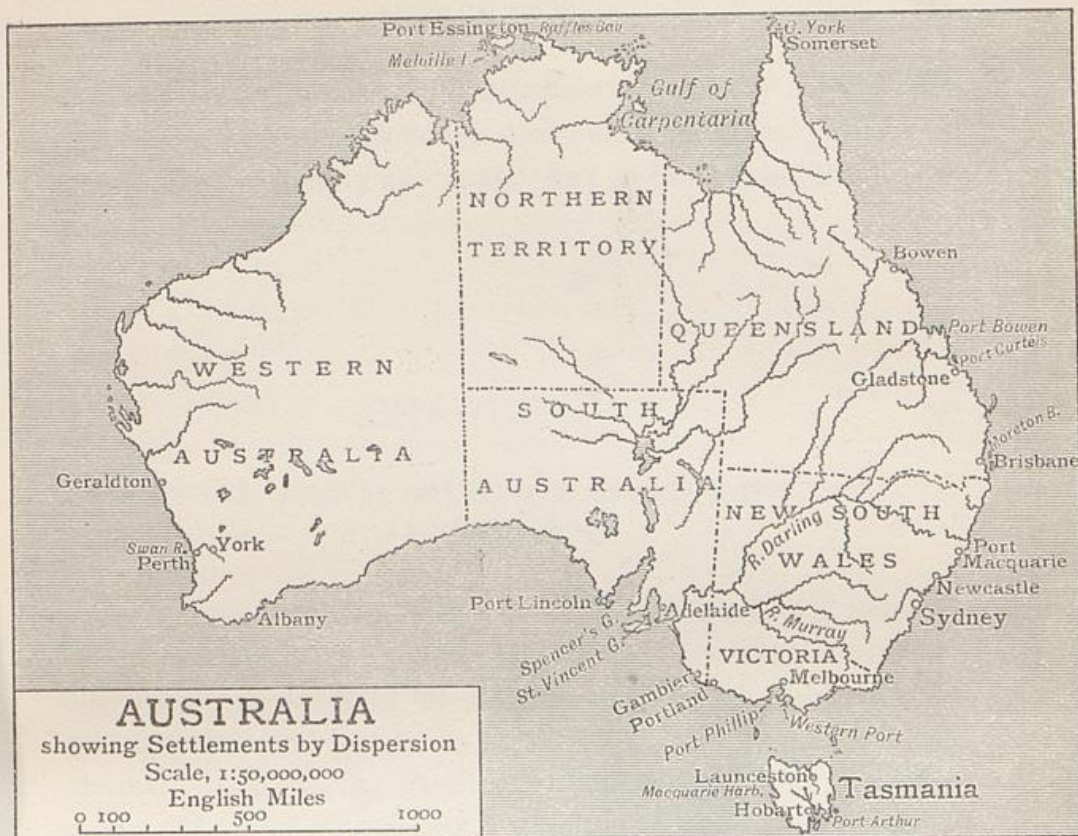 Port Essington Raffles Bay
Melville I.
C. York
Somerset
Gulf of
Carpentaria
NORTHERN
TERRITORY
Bowen
QUEENSLAND
Port Bowen
Port Curteis
Gladstone
WESTERN
AUSTRALIA
SOUTH
AUSTRALIA
Moreton B.
Brisbane
Geraldton
NEW SOUTH
WALES
R. Darling
Swan R.
York
Perth
Port
Macquarie
Newcastle
Sydney
Albany
Port Lincoln
Adelaide
Spencer's G.
St. Vincent G.
R. Murray
VICTORIA
Melbourne
Gambier
Portland
Port Phillip
Western Port
Launceston
Macquarie Harb.
Hobart
Port Arthur
Tasmania
AUSTRALIA
showing Settlements by Dispersion
Scale, 1:50,000,000
English Miles
0 100 500 1000